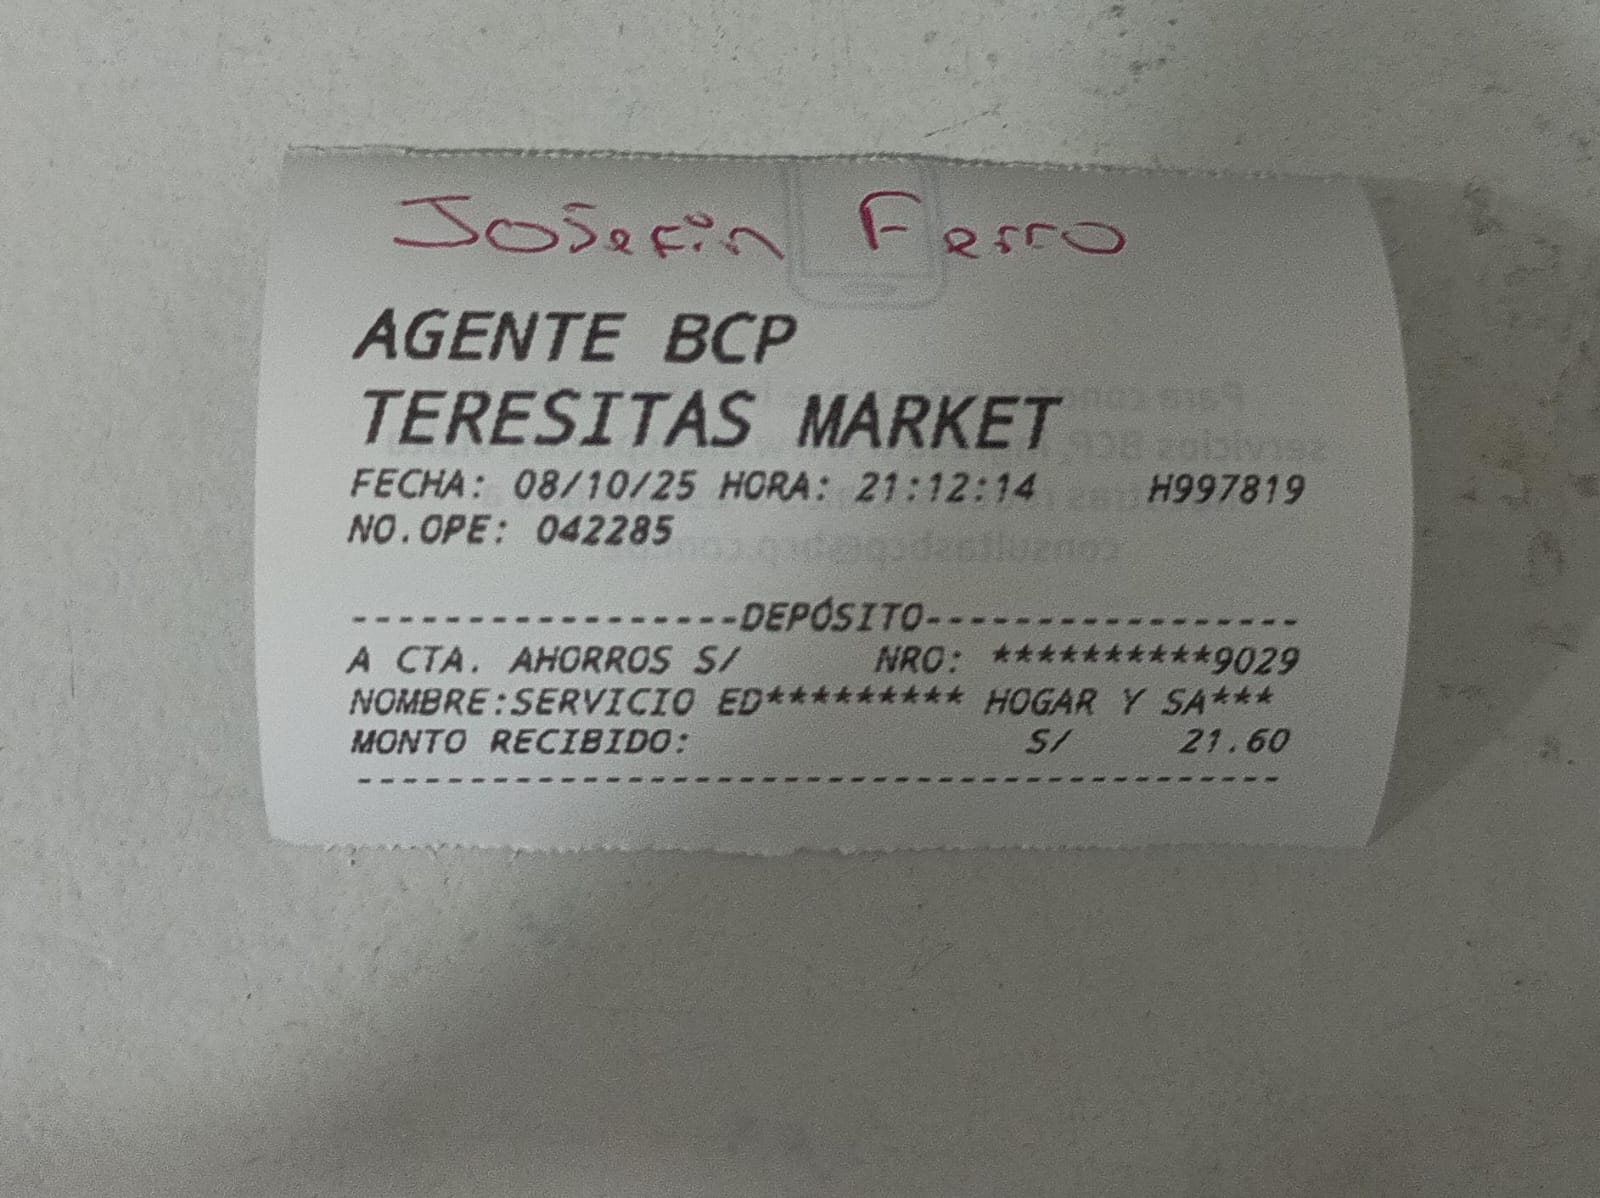 Josefin Ferro
AGENTE BCP
TERESITAS MARKET
FECHA: 08/10/25 HORA: 21:12:14 H997819
NO.OPE: 042285
-----------------DEPÓSITO-----------------
A CTA. AHORROS S/ NRO: **********9029
NOMBRE:SERVICIO ED********* HOGAR Y SA***
MONTO RECIBIDO: S/ 21.60
------------------------------------------